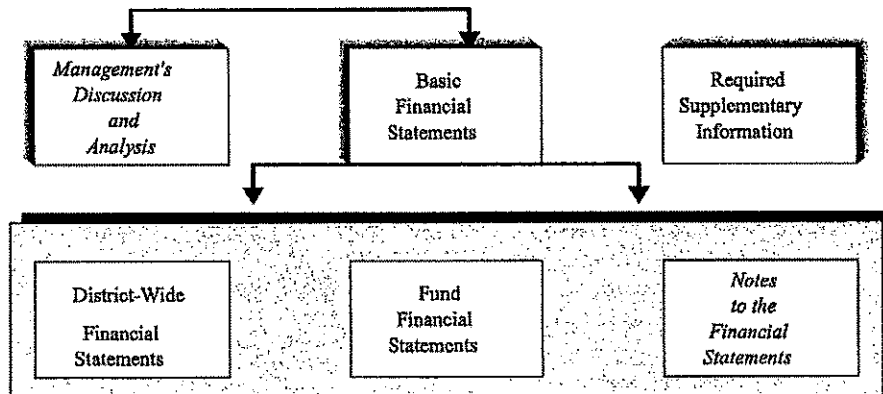 Management's
Discussion
and
Analysis
Basic
Financial
Statements
Required
Supplementary
Information
District-Wide
Financial
Statements
Fund
Financial
Statements
Notes
to the
Financial
Statements